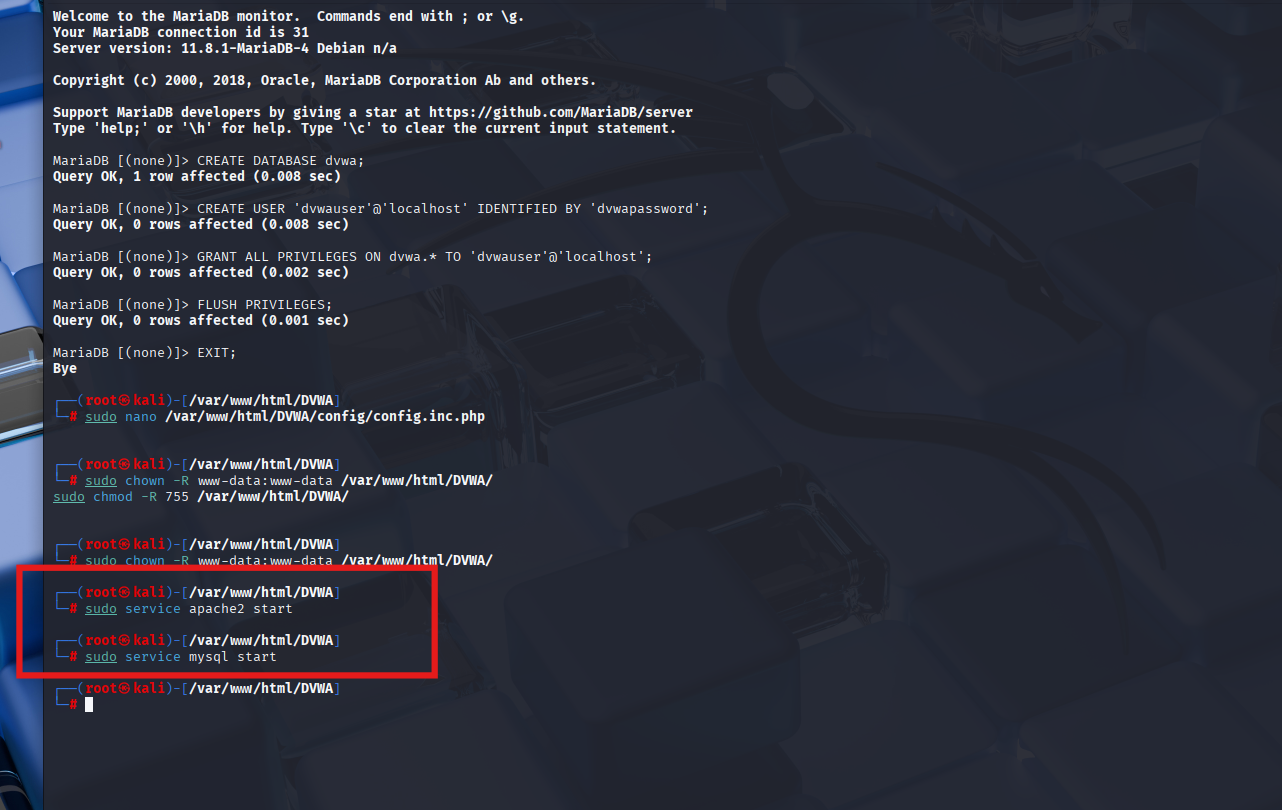 Welcome to the MariaDB monitor.  Commands end with ; or \g.
Your MariaDB connection id is 31
Server version: 11.8.1-MariaDB-4 Debian n/a
Copyright (c) 2000, 2018, Oracle, MariaDB Corporation Ab and others.
Support MariaDB developers by giving a star at https://github.com/MariaDB/server
Type 'help;' or '\h' for help. Type '\c' to clear the current input statement.
MariaDB [(none)]> CREATE DATABASE dvwa;
Query OK, 1 row affected (0.008 sec)
MariaDB [(none)]> CREATE USER 'dvwauser'@'localhost' IDENTIFIED BY 'dvwapassword';
Query OK, 0 rows affected (0.008 sec)
MariaDB [(none)]> GRANT ALL PRIVILEGES ON dvwa.* TO 'dvwauser'@'localhost';
Query OK, 0 rows affected (0.002 sec)
MariaDB [(none)]> FLUSH PRIVILEGES;
Query OK, 0 rows affected (0.001 sec)
MariaDB [(none)]> EXIT;
Bye
┌──(root㉿kali)-[/var/www/html/DVWA]
└─# sudo nano /var/www/html/DVWA/config/config.inc.php
┌──(root㉿kali)-[/var/www/html/DVWA]
└─# sudo chown -R www-data:www-data /var/www/html/DVWA/
sudo chmod -R 755 /var/www/html/DVWA/
┌──(root㉿kali)-[/var/www/html/DVWA]
└─# sudo chown -R www-data:www-data /var/www/html/DVWA/
┌──(root㉿kali)-[/var/www/html/DVWA]
└─# sudo service apache2 start
┌──(root㉿kali)-[/var/www/html/DVWA]
└─# sudo service mysql start
┌──(root㉿kali)-[/var/www/html/DVWA]
└─#